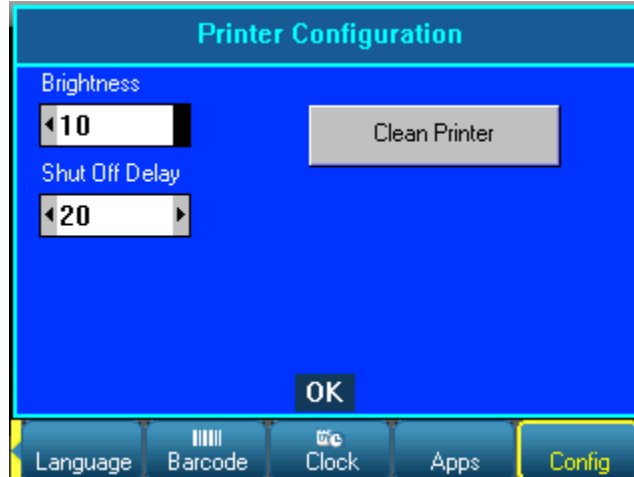 Printer Configuration
Brightness
10
Clean Printer
Shut Off Delay
20
OK
Language Barcode Clock Apps Config